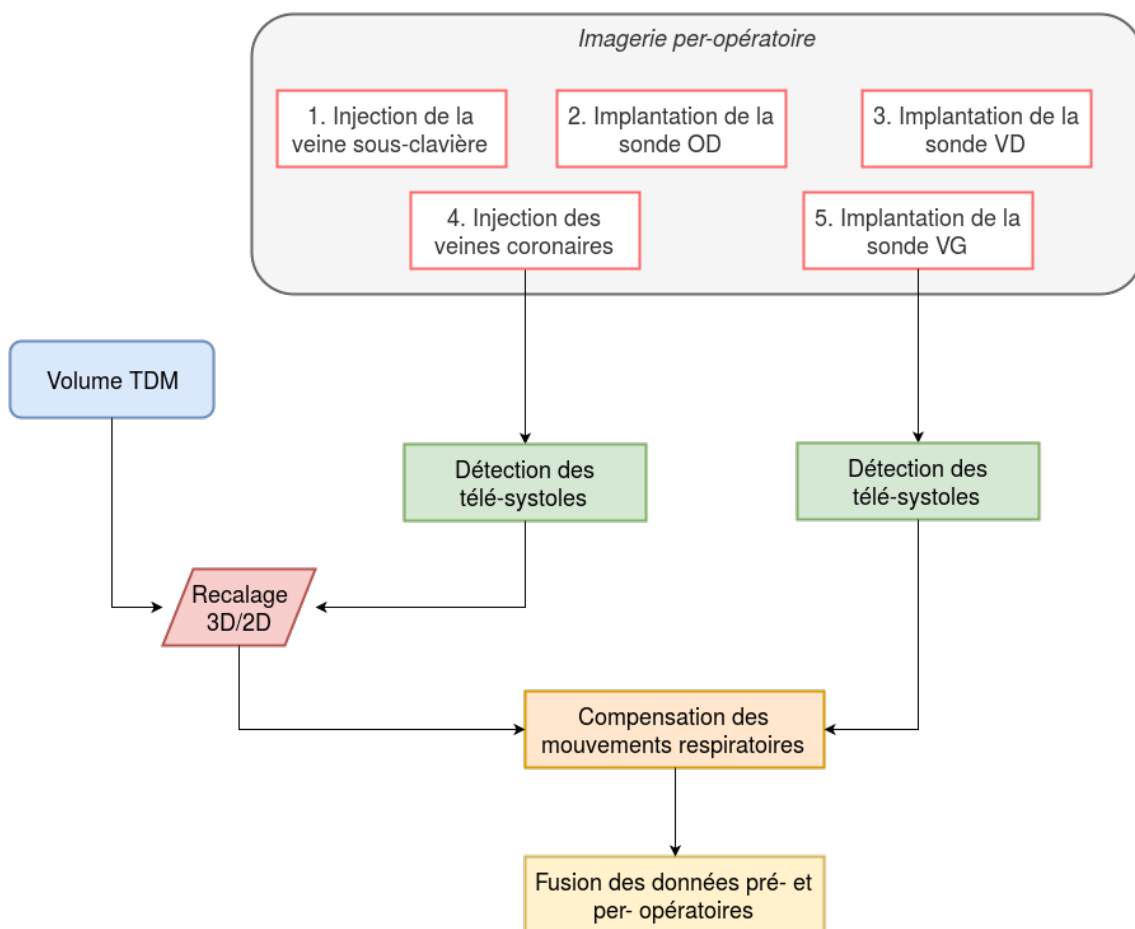 Imagerie per-opératoire
1. Injection de la
veine sous-clavière
2. Implantation de la
sonde OD
3. Implantation de la
sonde VD
4. Injection des
veines coronaires
5. Implantation de la
sonde VG
Volume TDM
Détection des
télé-systoles
Détection des
télé-systoles
Recalage
3D/2D
Compensation des
mouvements respiratoires
Fusion des données pré- et
per- opératoires